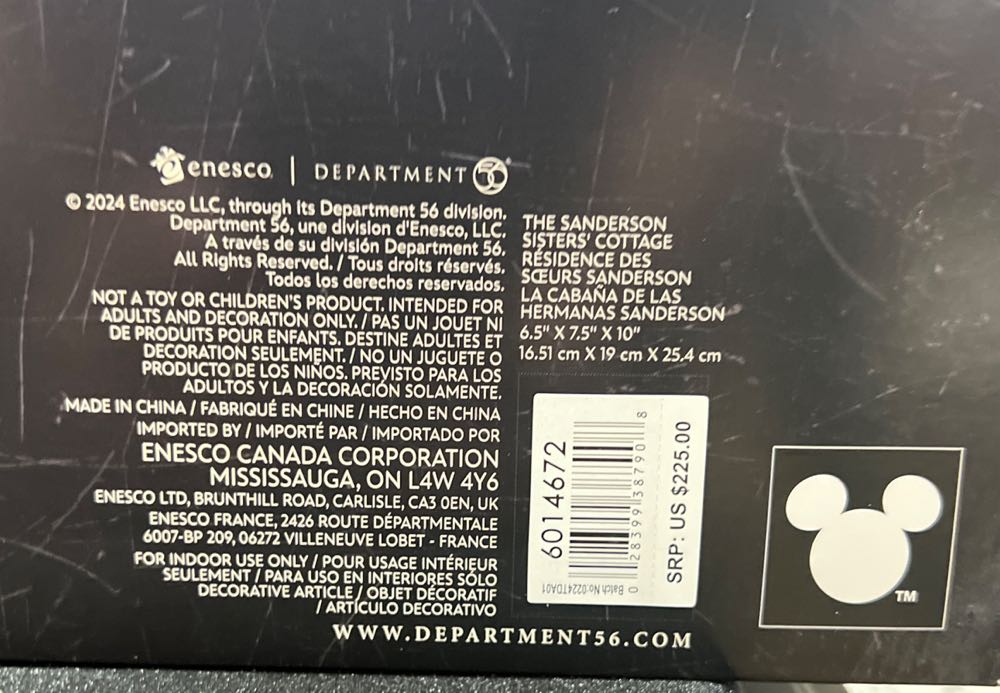 enesco. | DEPARTMENT 56
© 2024 Enesco LLC, through its Department 56 division.
Department 56, une division d'Enesco, LLC.
A través de su división Department 56.
All Rights Reserved. / Tous droits réservés.
Todos los derechos reservados.
NOT A TOY OR CHILDREN'S PRODUCT. INTENDED FOR
ADULTS AND DECORATION ONLY. / PAS UN JOUET NI
DE PRODUITS POUR ENFANTS. DESTINE ADULTES ET
DECORATION SEULEMENT. / NO UN JUGUETE O
PRODUCTO DE LOS NIÑOS. PREVISTO PARA LOS
ADULTOS Y LA DECORACIÓN SOLAMENTE.
MADE IN CHINA / FABRIQUÉ EN CHINE / HECHO EN CHINA
IMPORTED BY / IMPORTÉ PAR / IMPORTADO POR
ENESCO CANADA CORPORATION
MISSISSAUGA, ON L4W 4Y6
ENESCO LTD, BRUNTHILL ROAD, CARLISLE, CA3 0EN, UK
ENESCO FRANCE, 2426 ROUTE DÉPARTMENTALE
6007-BP 209, 06272 VILLENEUVE LOBET - FRANCE
FOR INDOOR USE ONLY / POUR USAGE INTÉRIEUR
SEULEMENT / PARA USO EN INTERIORES SÓLO
DECORATIVE ARTICLE / OBJET DÉCORATIF
/ ARTÍCULO DECORATIVO
WWW.DEPARTMENT56.COM
THE SANDERSON
SISTERS' COTTAGE
RÉSIDENCE DES
SŒURS SANDERSON
LA CABAÑA DE LAS
HERMANAS SANDERSON
6.5" X 7.5" X 10"
16.51 cm X 19 cm X 25.4 cm
6014672
0 28399 38790 8
Batch No:0224TDA01
SRP: US $225.00
TM